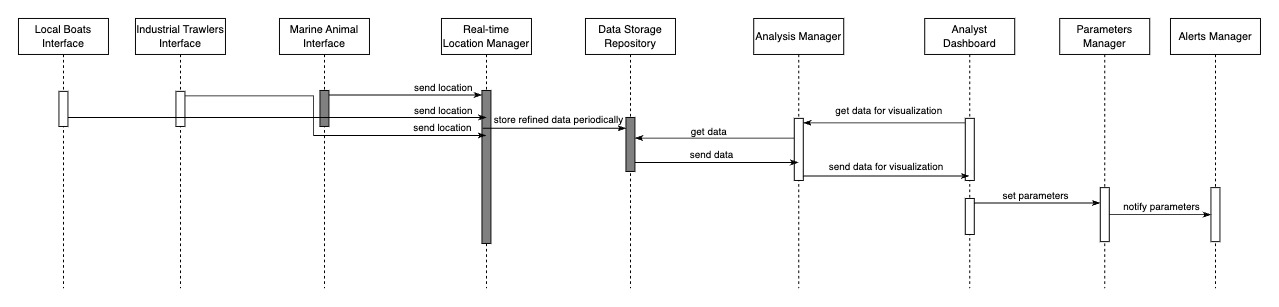 Local Boats
Interface
Industrial Trawlers
Interface
Marine Animal
Interface
Real-time
Location Manager
Data Storage
Repository
Analysis Manager
Analyst
Dashboard
Parameters
Manager
Alerts Manager
send location
send location
send location
store refined data periodically
get data for visualization
get data
send data
send data for visualization
set parameters
notify parameters